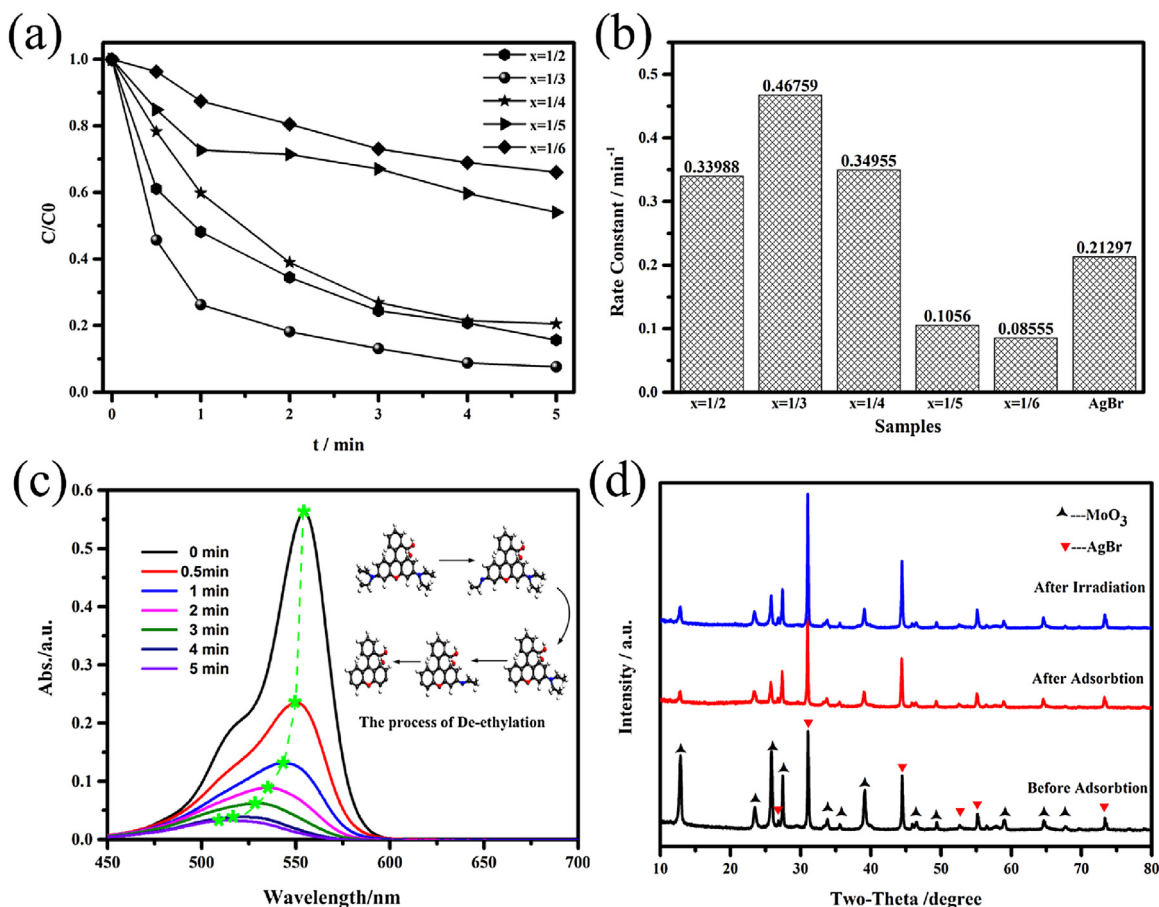 (a)
1.0
0.8
0.6
0.4
0.2
0.0
C/C0
0
1
2
3
4
5
t / min
x=1/2
x=1/3
x=1/4
x=1/5
x=1/6
(b)
0.5
0.4
0.3
0.2
0.1
0.0
Rate Constant / min⁻¹
0.33988
0.46759
0.34955
0.1056
0.08555
0.21297
x=1/2
x=1/3
x=1/4
x=1/5
x=1/6
AgBr
Samples
(c)
0.6
0.5
0.4
0.3
0.2
0.1
0.0
Abs./a.u.
0 min
0.5min
1 min
2 min
3 min
4 min
5 min
The process of De-ethylation
450
500
550
600
650
700
Wavelength/nm
(d)
Intensity / a.u.
---MoO₃
---AgBr
After Irradiation
After Adsorbtion
Before Adsorbtion
10
20
30
40
50
60
70
80
Two-Theta /degree